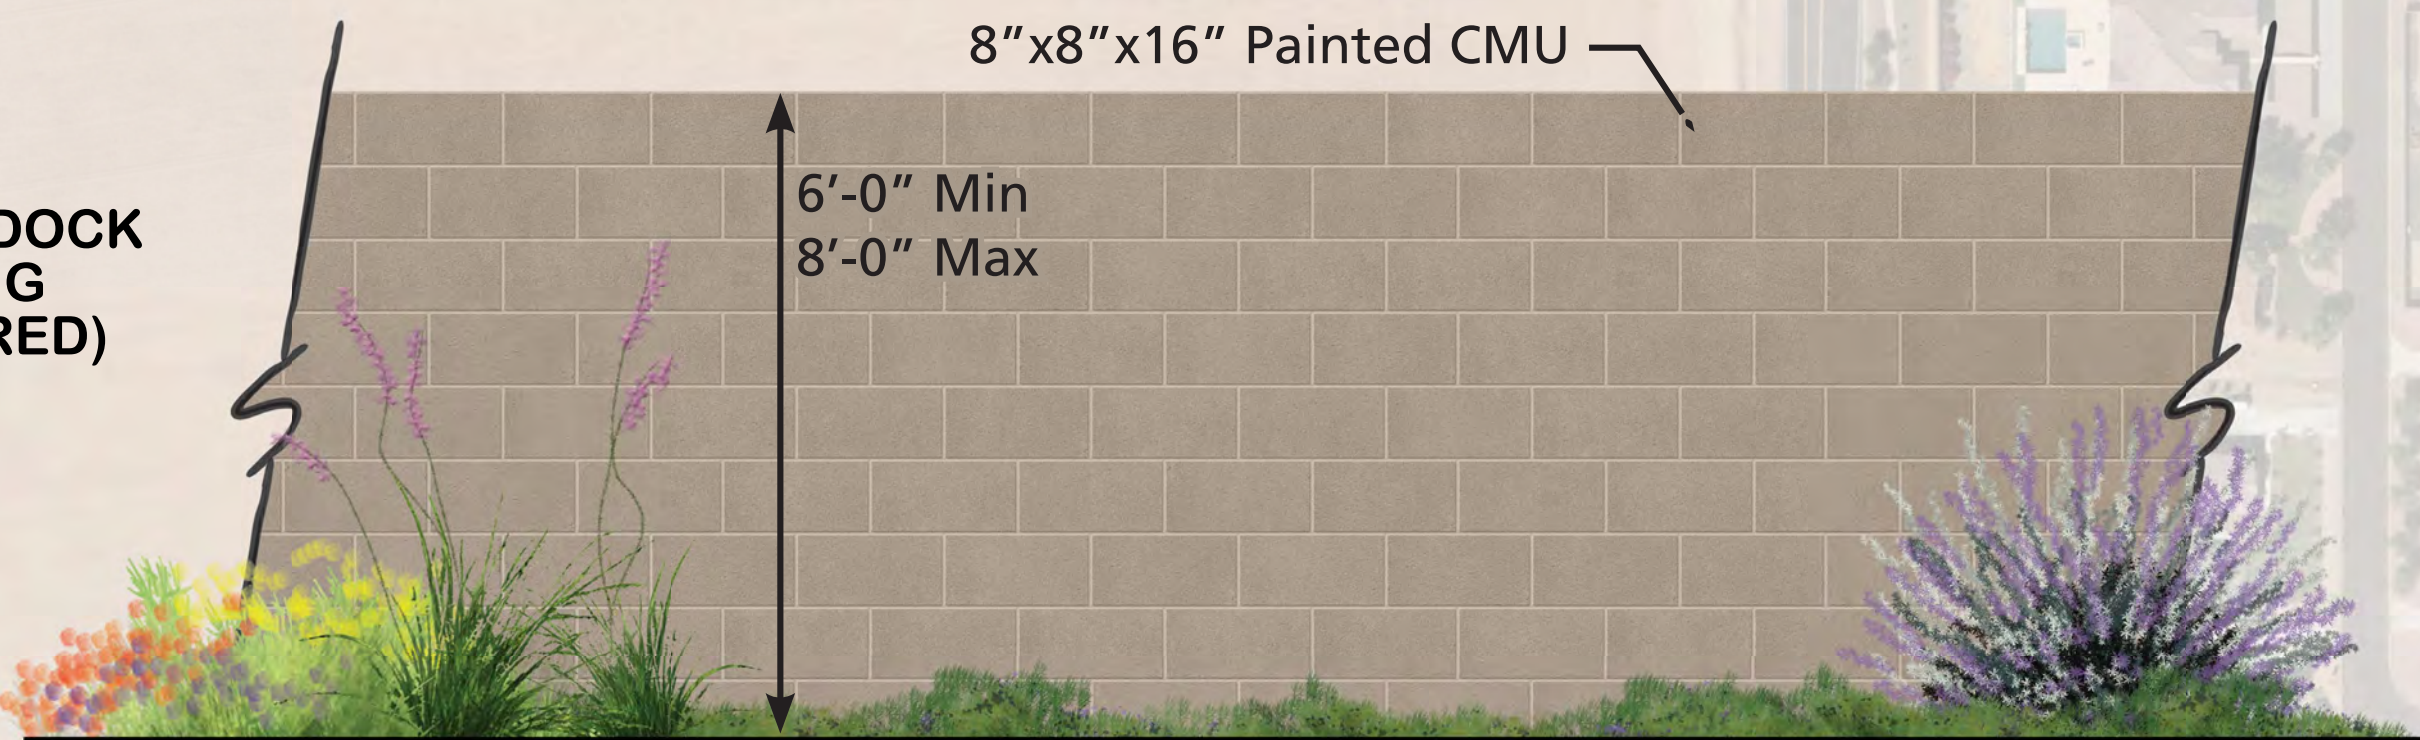 8”x8”x16” Painted CMU
6’-0” Min
8’-0” Max
DOCK
G
RED)